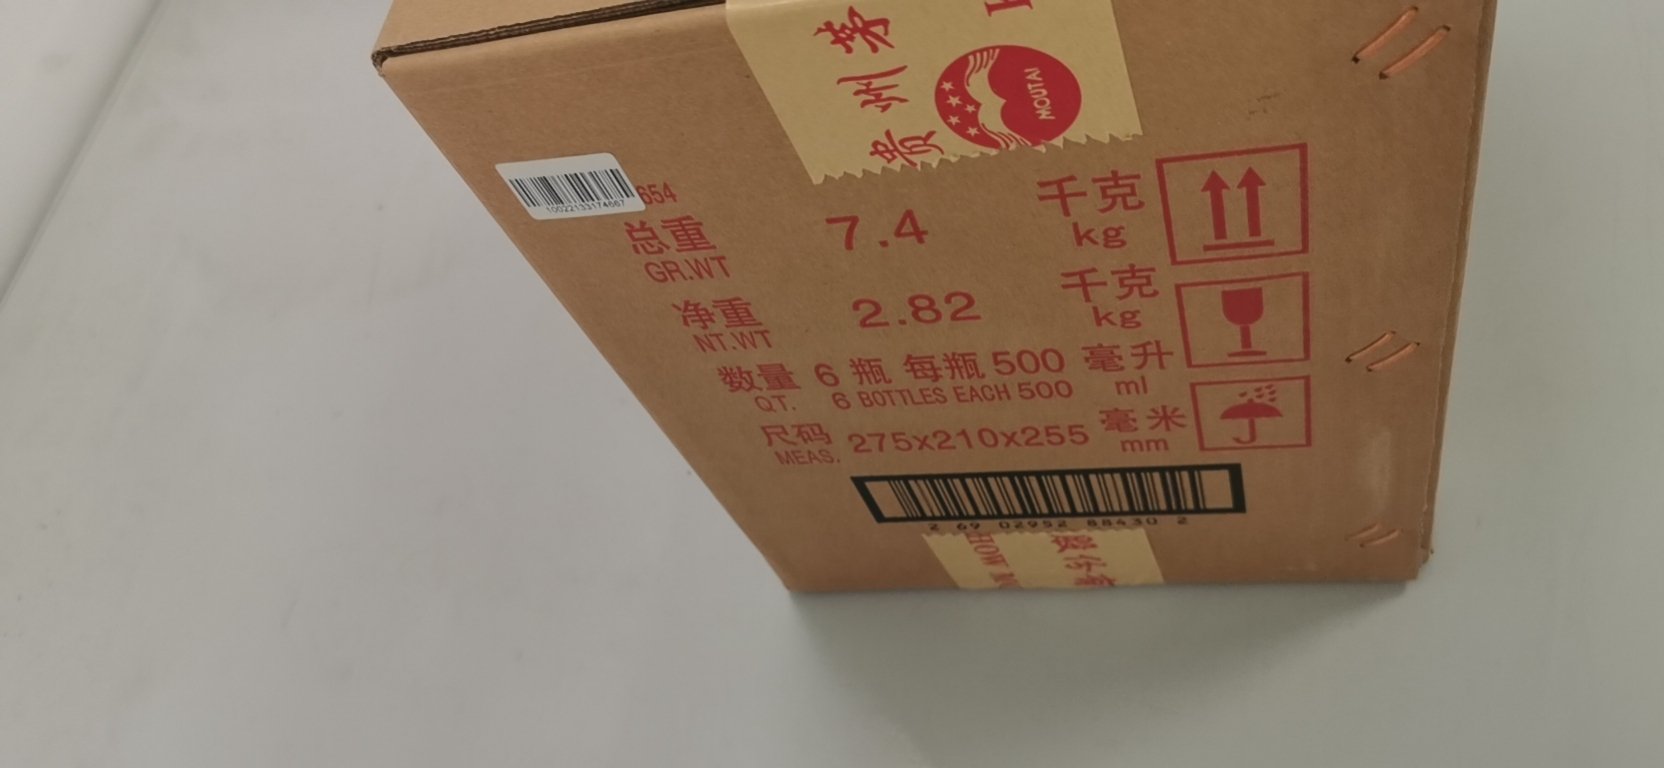 贵州茅
MOUTAI
10022133174667
654
总重 7.4 千克
GR.WT kg
净重 2.82 千克
NT.WT kg
数量 6 瓶 每瓶 500 毫升
QT. 6 BOTTLES EACH 500 ml
尺码 275x210x255 毫米
MEAS. mm
2 69 02952 88430 2